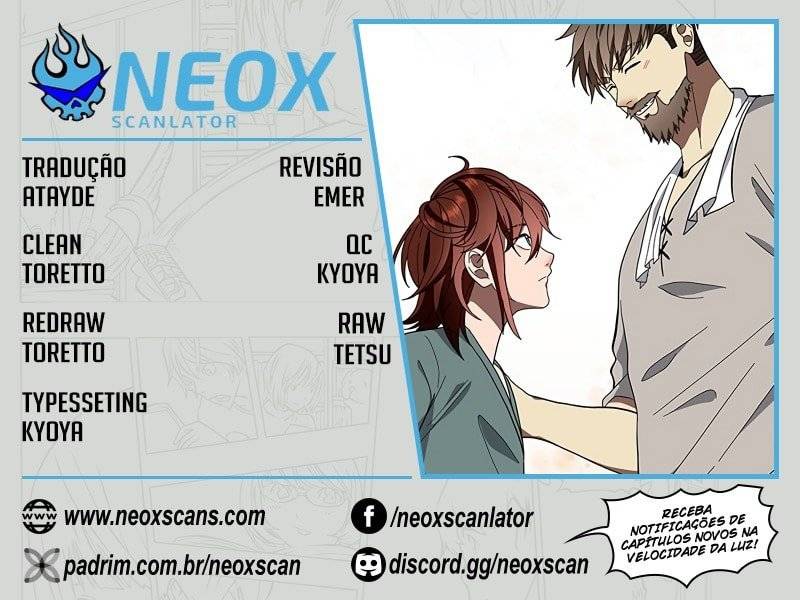 NEOX
SCANLATOR
TRADUÇÃO
ATAYDE
REVISÃO
EMER
CLEAN
TORETTO
QC
KYOYA
REDRAW
TORETTO
RAW
TETSU
TYPESSETING
KYOYA
www.neoxscans.com
/neoxscanlator
padrim.com.br/neoxscan
discord.gg/neoxscan
RECEBA
NOTIFICAÇÕES DE
CAPÍTULOS NOVOS NA
VELOCIDADE DA LUZ!